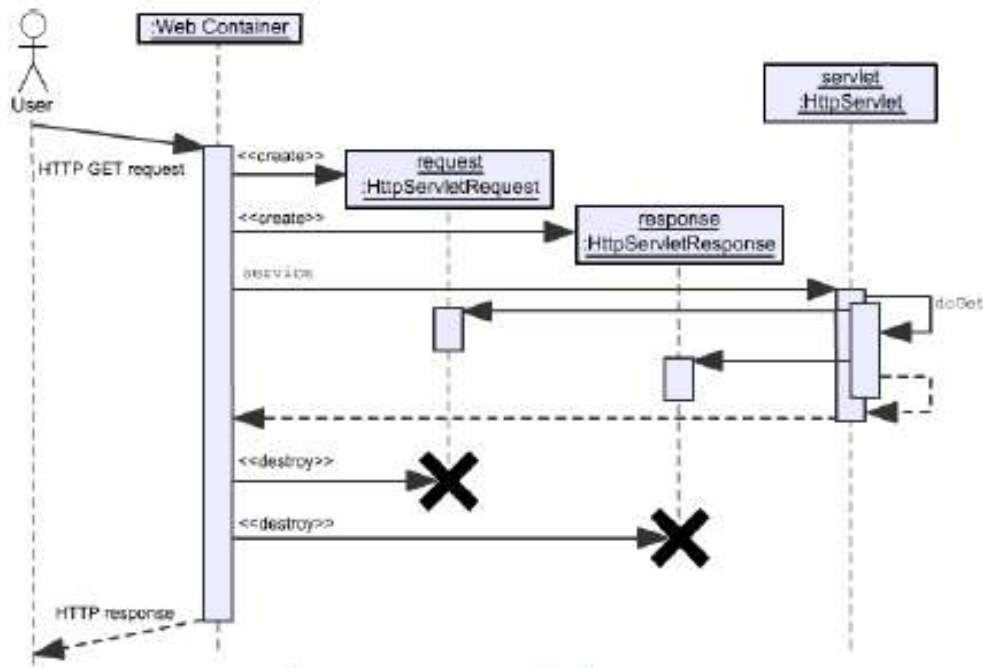 :Web Container
servlet
:HttpServlet
User
HTTP GET request
<<create>>
request
:HttpServletRequest
<<create>>
response
:HttpServletResponse
service
doGet
<<destroy>>
<<destroy>>
HTTP response